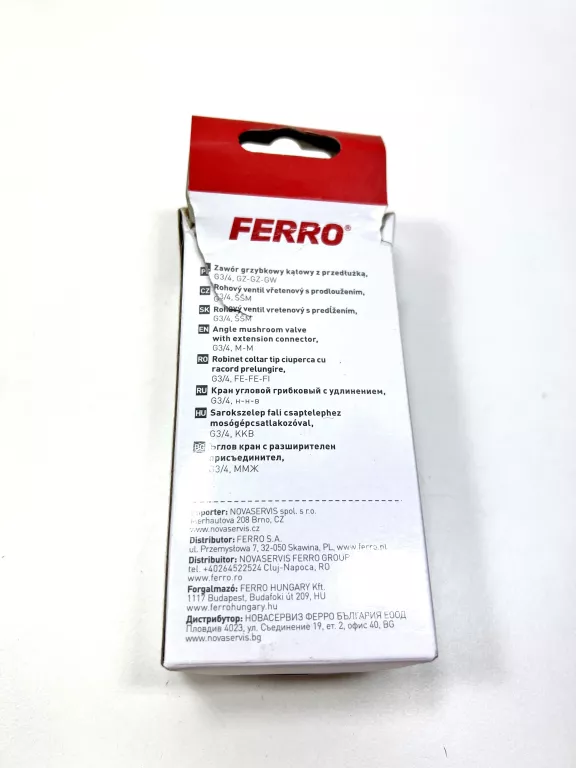 FERRO®
PL Zawór grzybkowy kątowy z przedłużką,
G3/4, GZ-GZ-GW
CZ Rohový ventil vřetenový s prodloužením,
G3/4, ŠŠM
SK Rohový ventil vretenový s predĺžením,
G3/4, ŠŠM
EN Angle mushroom valve
with extension connector,
G3/4, M-M
RO Robinet coltar tip ciuperca cu
racord prelungire,
G3/4, FE-FE-FI
RU Кран угловой грибковый с удлинением,
G3/4, н-н-в
HU Sarokszelep fali csaptelephez
mosógépcsatlakozóval,
G3/4, KKB
BG Ъглов кран с разширителен
присъединител,
G3/4, ММЖ
NOVASERVIS spol. s r.o.
208 Brno, CZ
www.novaservis.cz
Distributor: FERRO S.A.
ul. Przemysłowa 7, 32-050 Skawina, PL, www.ferro.pl
Distribuitor: NOVASERVIS FERRO GROUP
tel. +40264522524 Cluj-Napoca, RO
www.ferro.ro
Forgalmazó: FERRO HUNGARY Kft.
1117 Budapest, Budafoki út 209, HU
www.ferrohungary.hu
Дистрибутор: НОВАСЕРВИЗ ФЕРРО БЪЛГАРИЯ ЕООД
Пловдив 4023, ул. Съединение 19, ет. 2, офис 40, BG
www.novaservis.bg